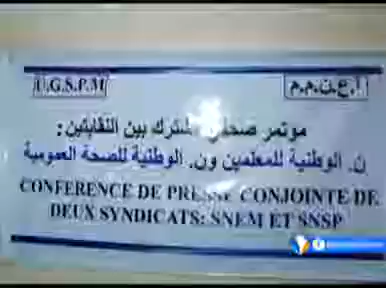 U.G.S.P.M
ا.ع.ن.م.م
مؤتمر صحفي مشترك بين النقابتين:
ن. الوطنية للمعلمين ون. الوطنية للصحة العمومية
CONFERENCE DE PRESSE CONJOINTE DE
DEUX SYNDICATS: SNEM ET SNSP